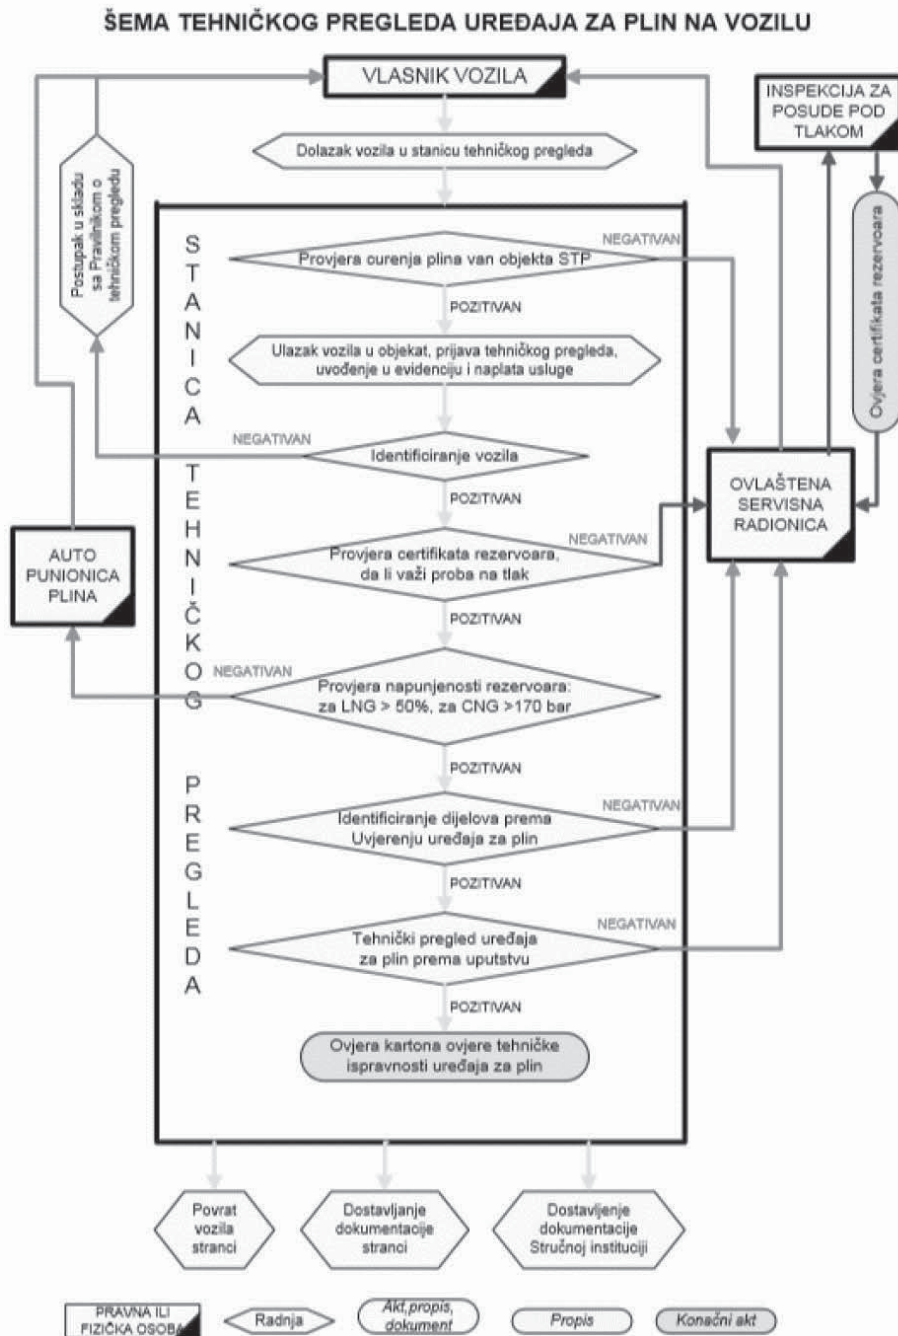 ŠEMA TEHNIČKOG PREGLEDA UREĐAJA ZA PLIN NA VOZILU
VLASNIK VOZILA
INSPEKCIJA ZA
POSUDE POD
TLAKOM
Dolazak vozila u stanicu tehničkog pregleda
Postupak u skladu
sa Pravilnikom o
tehničkom pregledu
Ovjera certifikata rezervoara
STANICA TEHNIČKOG PREGLEDA
NEGATIVAN
Provjera curenja plina van objekta STP
POZITIVAN
Ulazak vozila u objekat, prijava tehničkog pregleda,
uvođenje u evidenciju i naplata usluge
NEGATIVAN
Identificiranje vozila
POZITIVAN
OVLAŠTENA
SERVISNA
RADIONICA
NEGATIVAN
Provjera certifikata rezervoara,
da li važi proba na tlak
AUTO
PUNIONICA
PLINA
POZITIVAN
NEGATIVAN
Provjera napunjenosti rezervoara:
za LNG > 50%, za CNG >170 bar
POZITIVAN
NEGATIVAN
Identificiranje dijelova prema
Uvjerenju uređaja za plin
POZITIVAN
NEGATIVAN
Tehnički pregled uređaja
za plin prema uputstvu
POZITIVAN
Ovjera kartona ovjere tehničke
ispravnosti uređaja za plin
Povrat
vozila
stranci
Dostavljanje
dokumentacije
stranci
Dostavljenje
dokumentacije
Stručnoj instituciji
PRAVNA ILI
FIZIČKA OSOBA
Radnja
Akt,propis,
dokument
Propis
Konačni akt